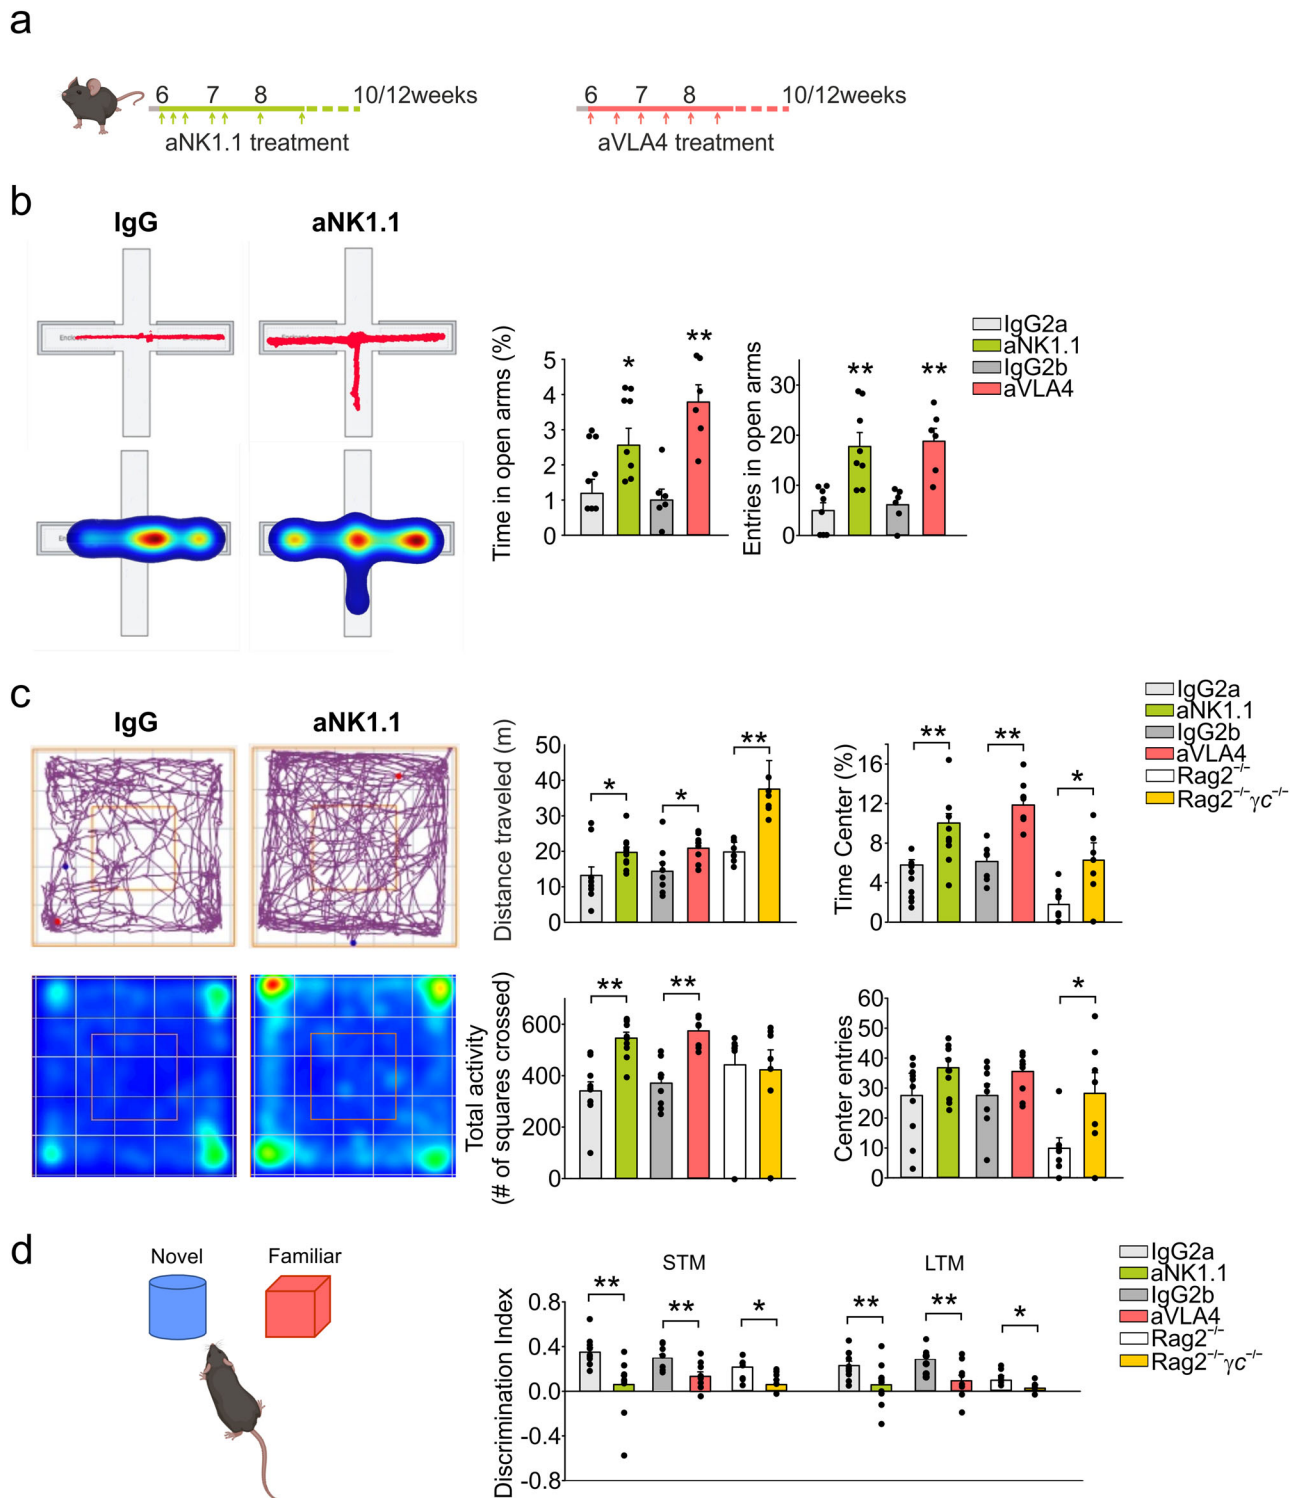 a
6 7 8 10/12weeks
aNK1.1 treatment
6 7 8 10/12weeks
aVLA4 treatment
b
IgG aNK1.1
Time in open arms (%)
5
4
3
2
1
0
* **
Entries in open arms
30
20
10
0
** **
IgG2a
aNK1.1
IgG2b
aVLA4
c
IgG aNK1.1
Distance traveled (m)
50
40
30
20
10
0
* * **
Time Center (%)
16
12
8
4
0
** ** *
IgG2a
aNK1.1
IgG2b
aVLA4
Rag2⁻/⁻
Rag2⁻/⁻γc⁻/⁻
Total activity
(# of squares crossed)
600
400
200
0
** **
Center entries
60
50
40
30
20
10
0
*
d
Novel Familiar
STM LTM
Discrimination Index
0.8
0.4
0.0
-0.4
-0.8
** ** * ** ** *
IgG2a
aNK1.1
IgG2b
aVLA4
Rag2⁻/⁻
Rag2⁻/⁻γc⁻/⁻